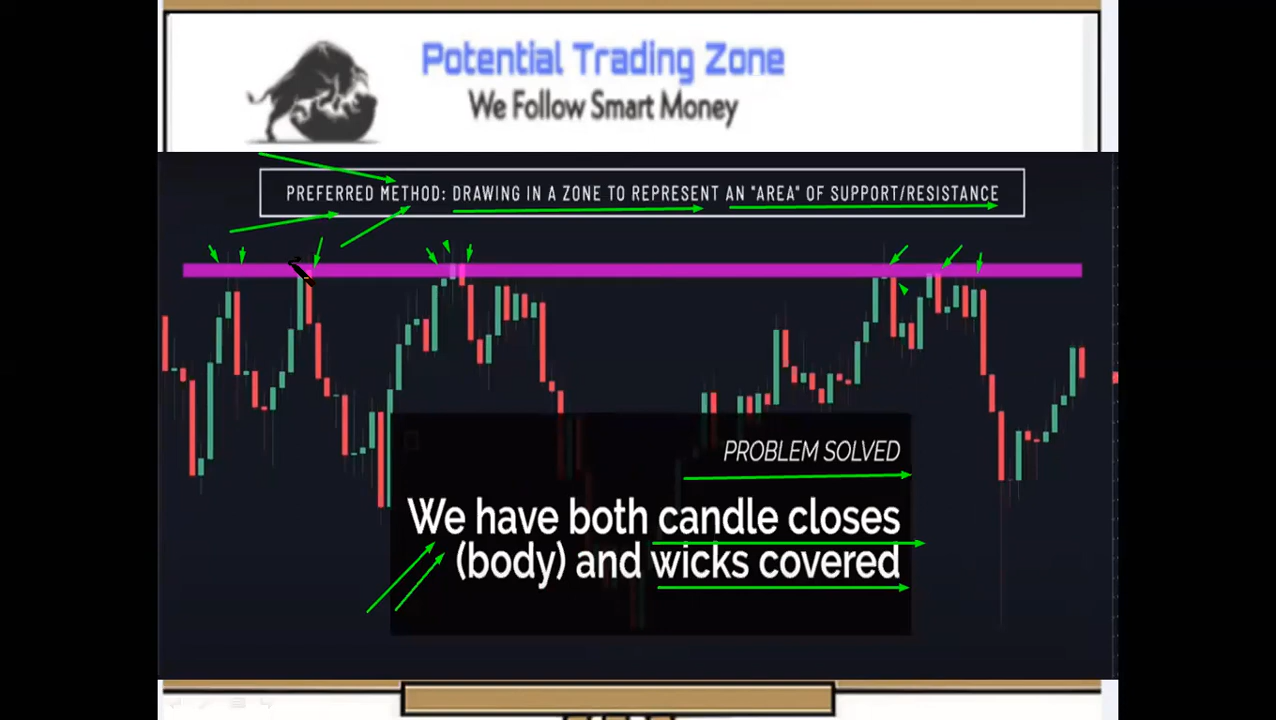 Potential Trading Zone
We Follow Smart Money
PREFERRED METHOD: DRAWING IN A ZONE TO REPRESENT AN "AREA" OF SUPPORT/RESISTANCE
PROBLEM SOLVED
We have both candle closes
(body) and wicks covered